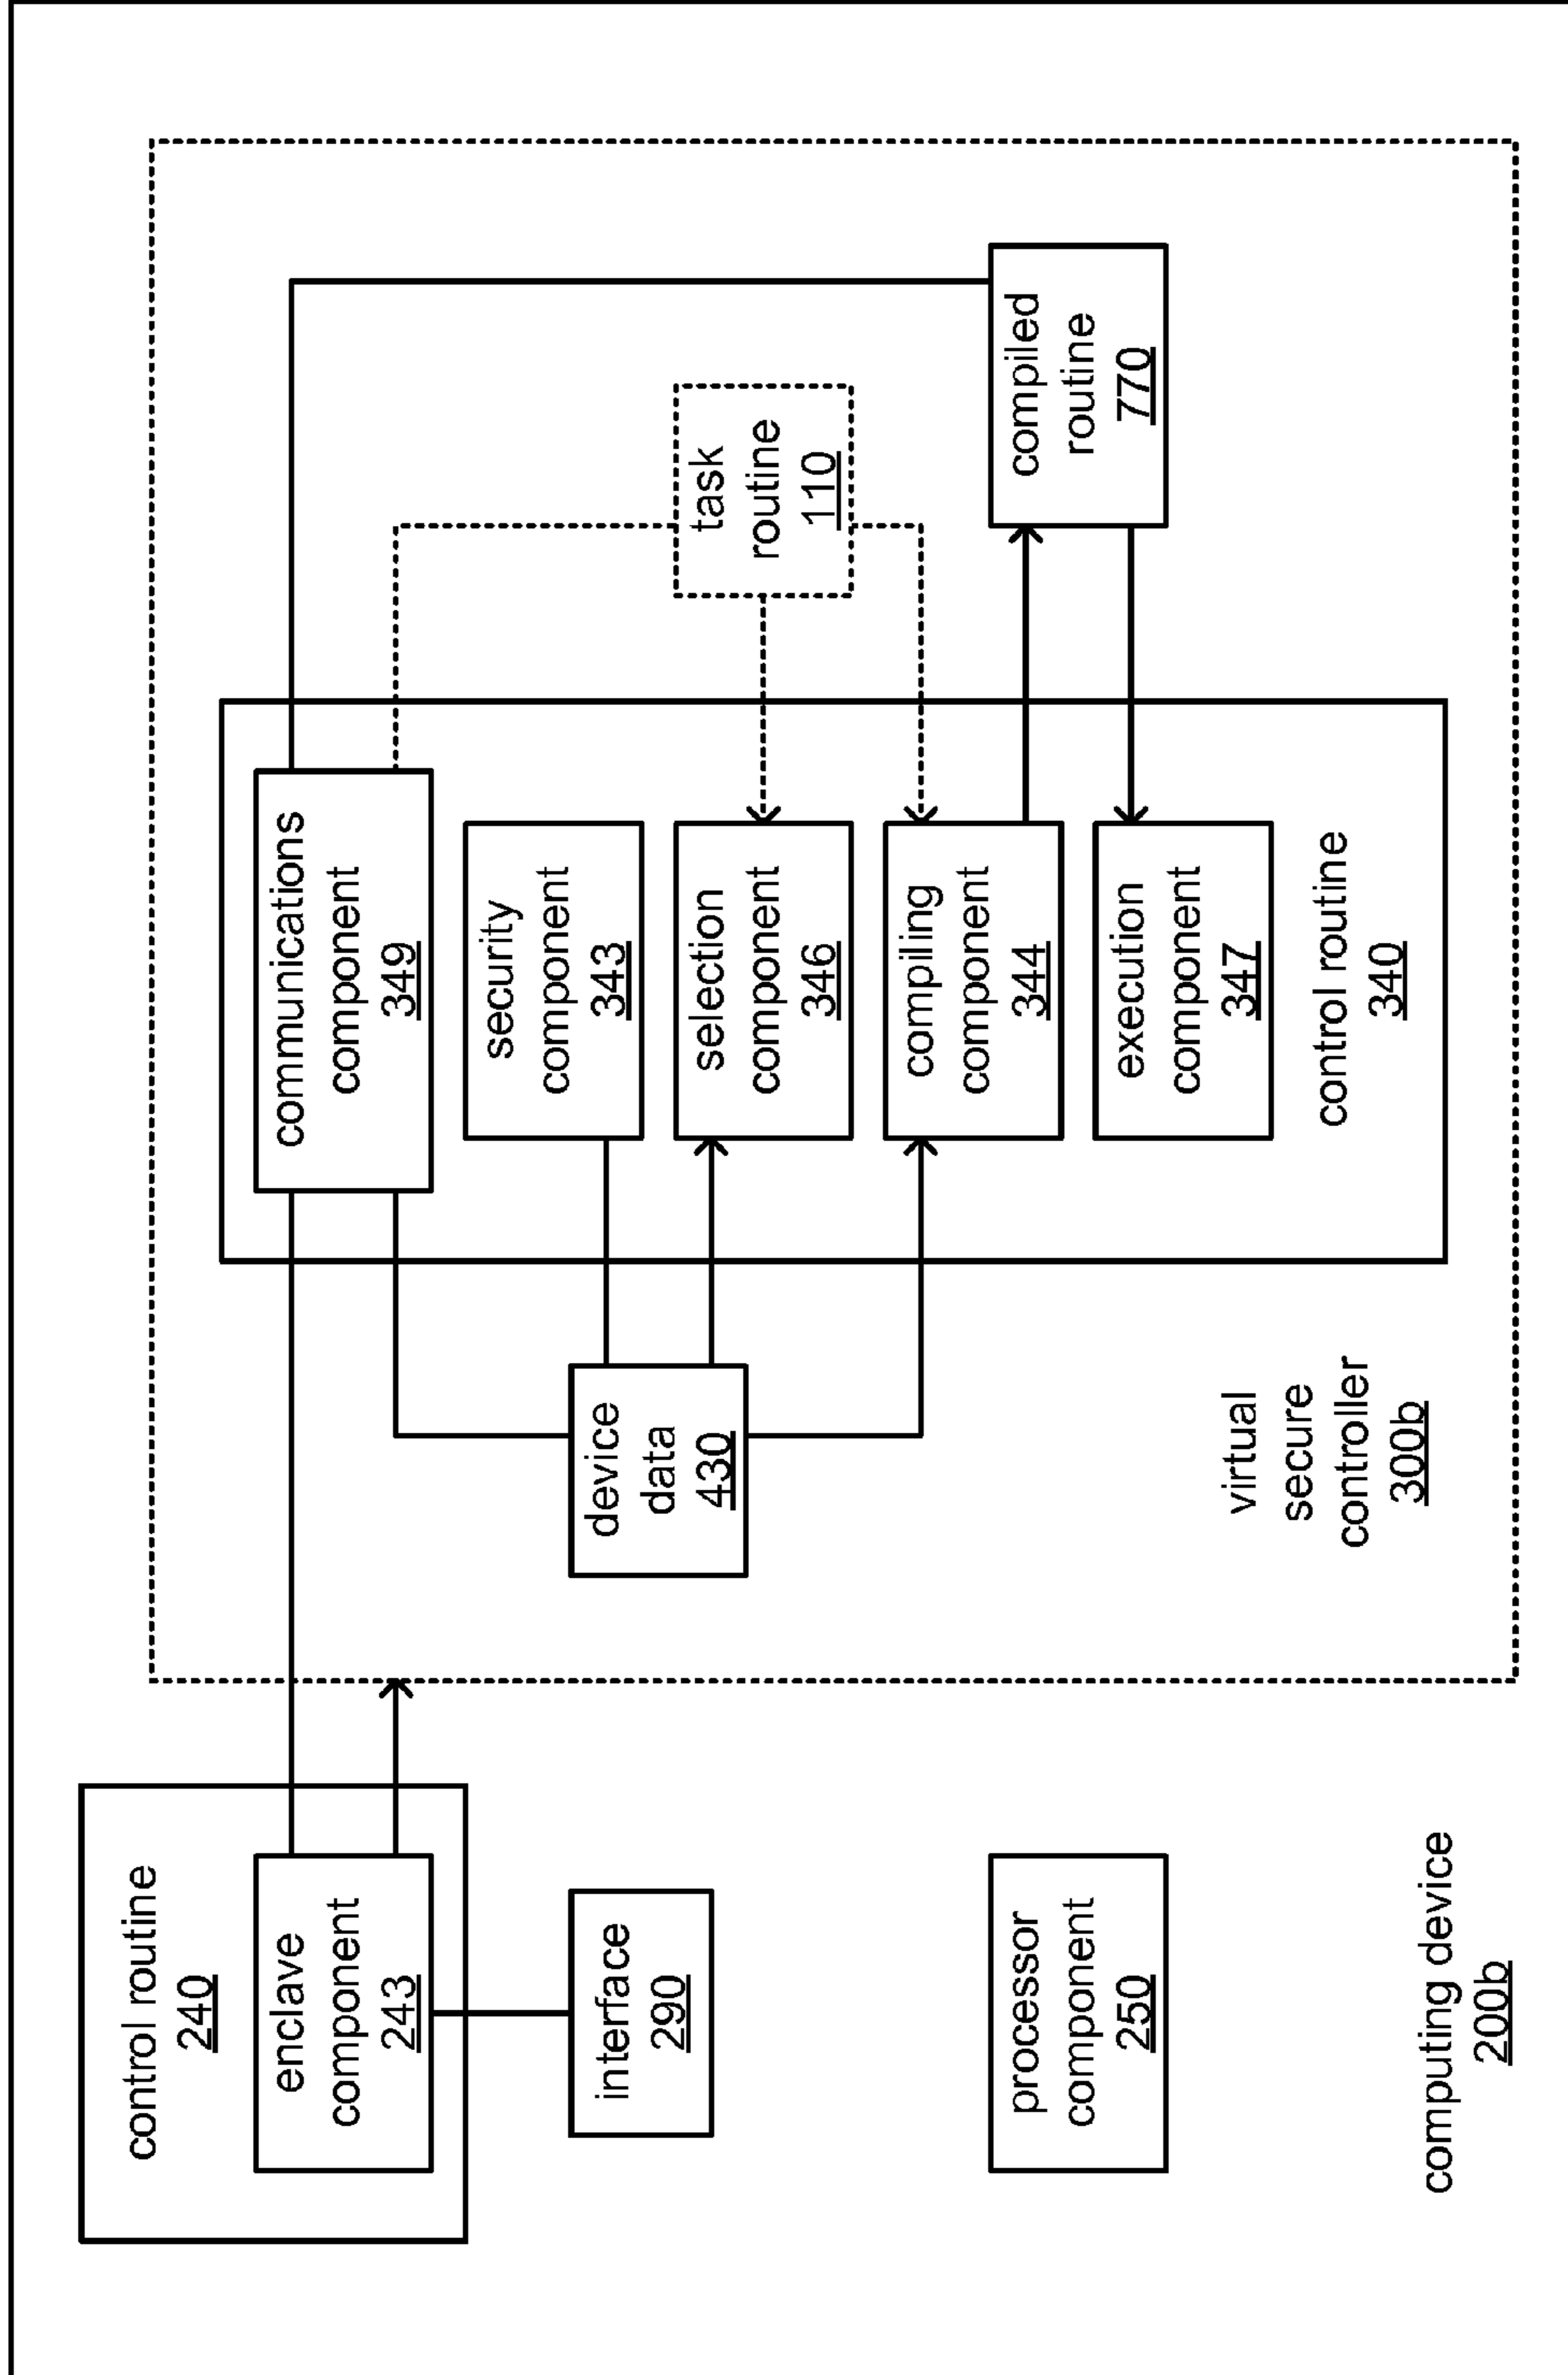 control routine
240
enclave
component
243
interface
290
processor
component
250
computing device
200b
device
data
430
virtual
secure
controller
300b
communications
component
349
security
component
343
selection
component
346
compiling
component
344
execution
component
347
control routine
340
task
routine
110
compiled
routine
770